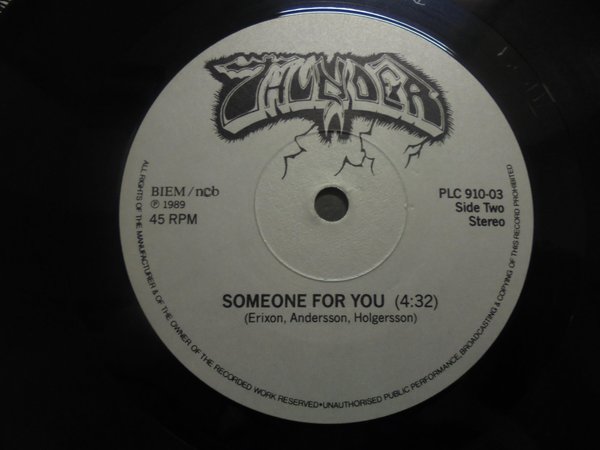 THUNDER
BIEM/ncb
℗ 1989
45 RPM
PLC 910-03
Side Two
Stereo
SOMEONE FOR YOU (4:32)
(Erixon, Andersson, Holgersson)
ALL RIGHTS OF THE MANUFACTURER & OF THE OWNER OF THE RECORDED WORK RESERVED•UNAUTHORISED PUBLIC PERFORMANCE, BROADCASTING & COPYING OF THIS RECORD PROHIBITED